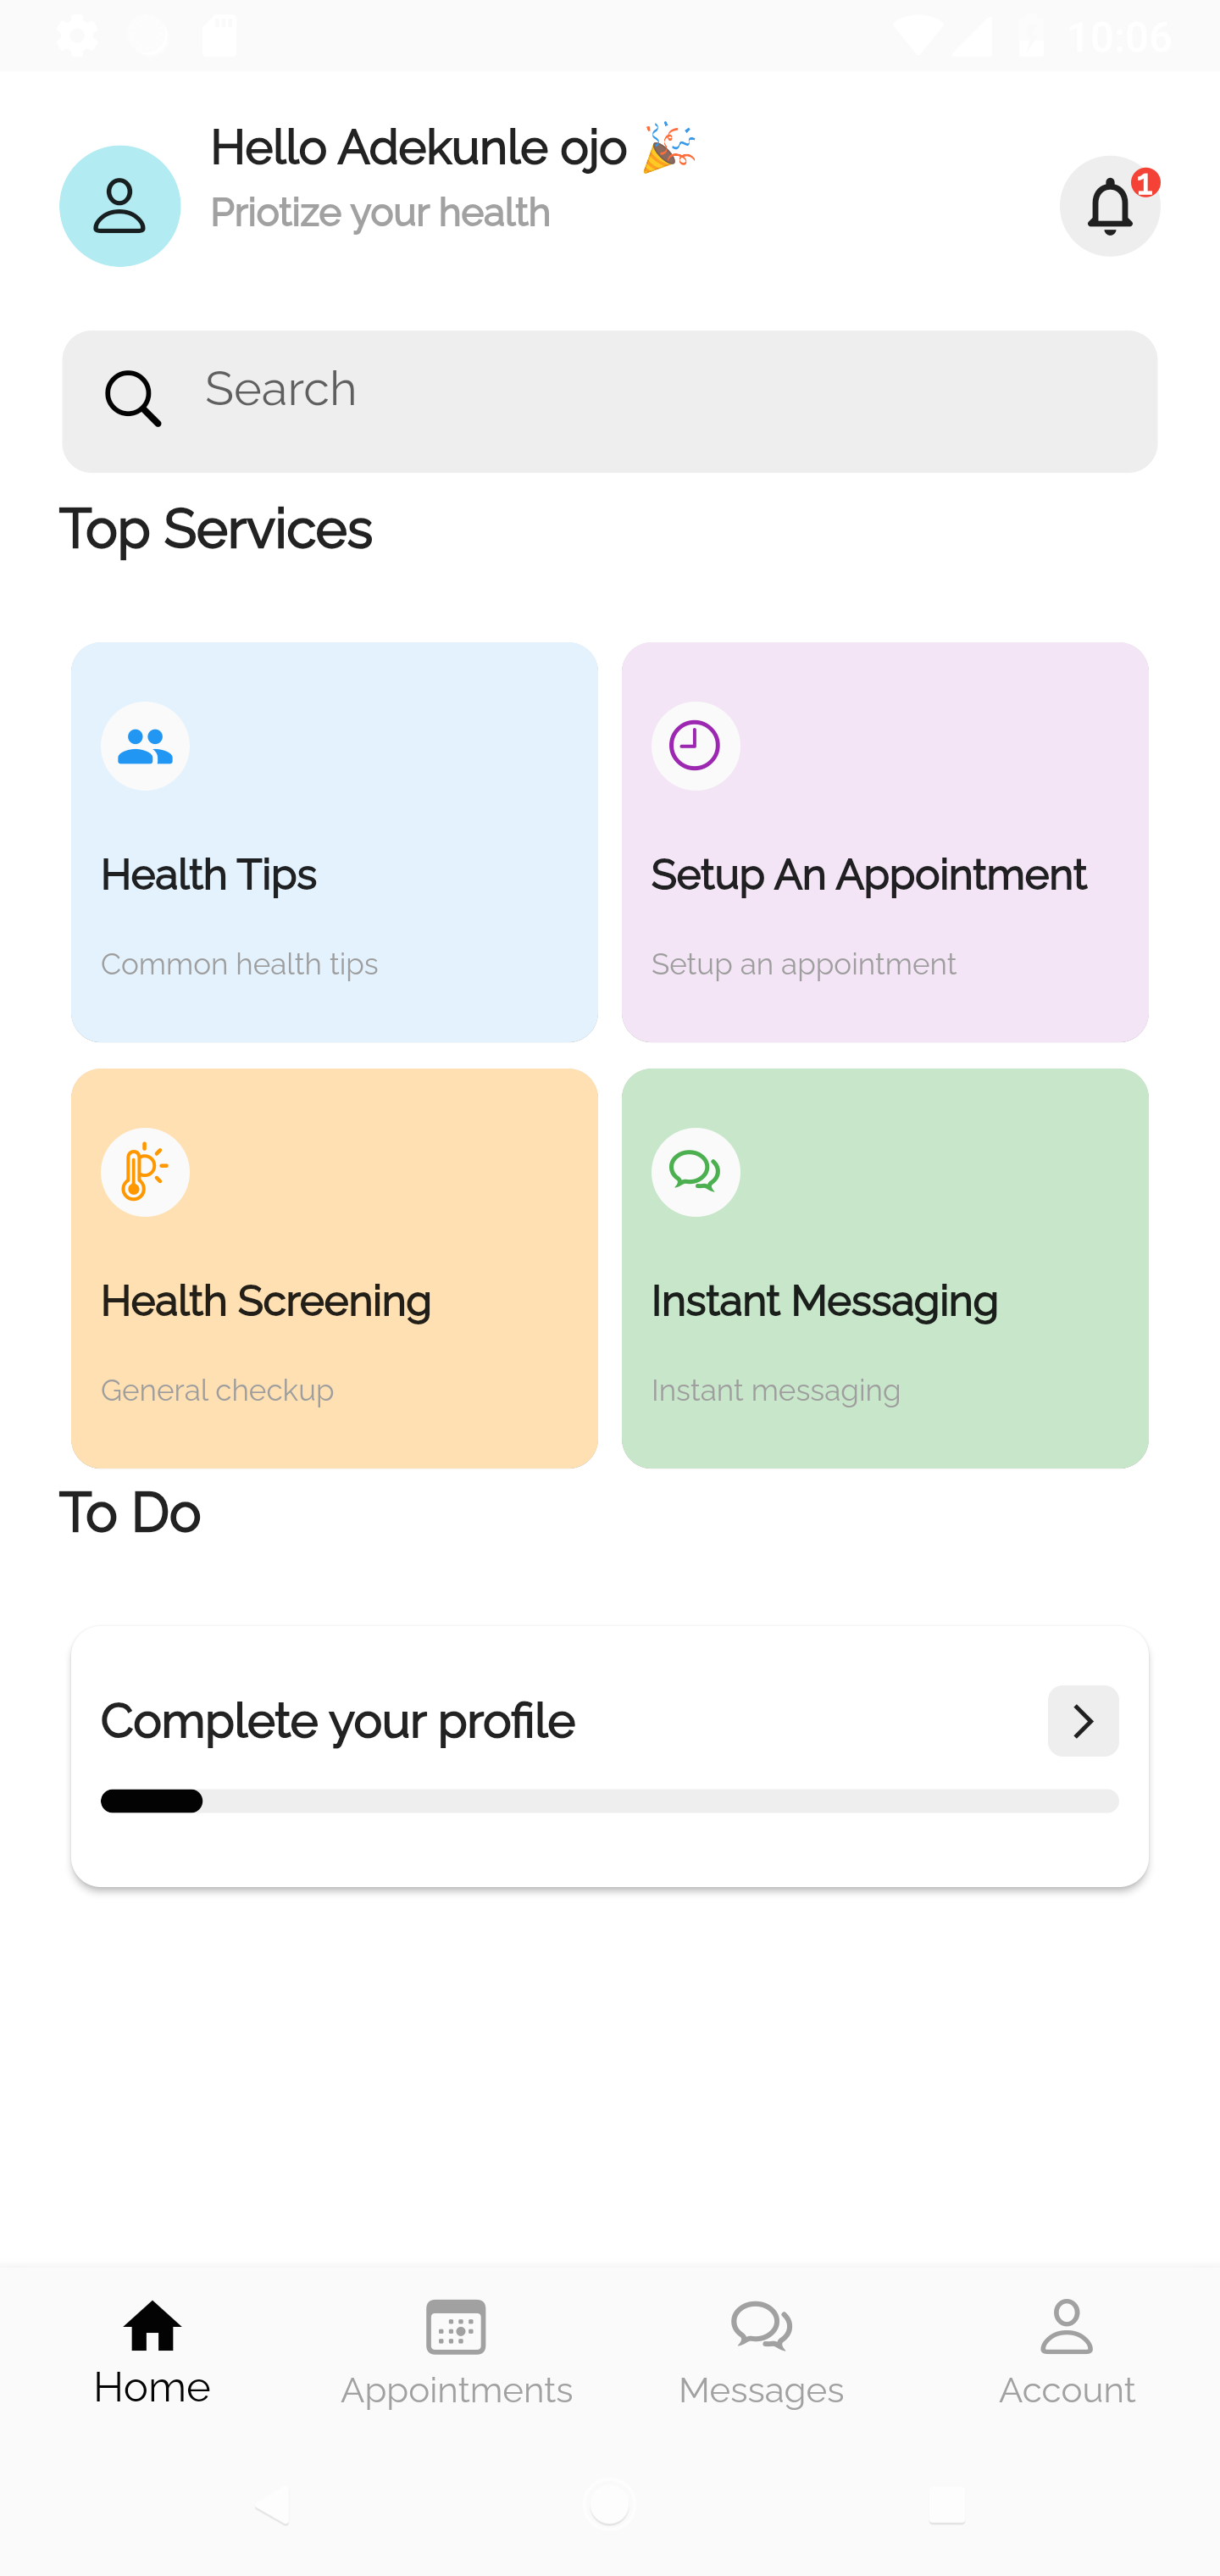 10:06
Hello Adekunle ojo 🎉
Priotize your health
1
Search
Top Services
Health Tips
Common health tips
Setup An Appointment
Setup an appointment
Health Screening
General checkup
Instant Messaging
Instant messaging
To Do
Complete your profile
Home
Appointments
Messages
Account